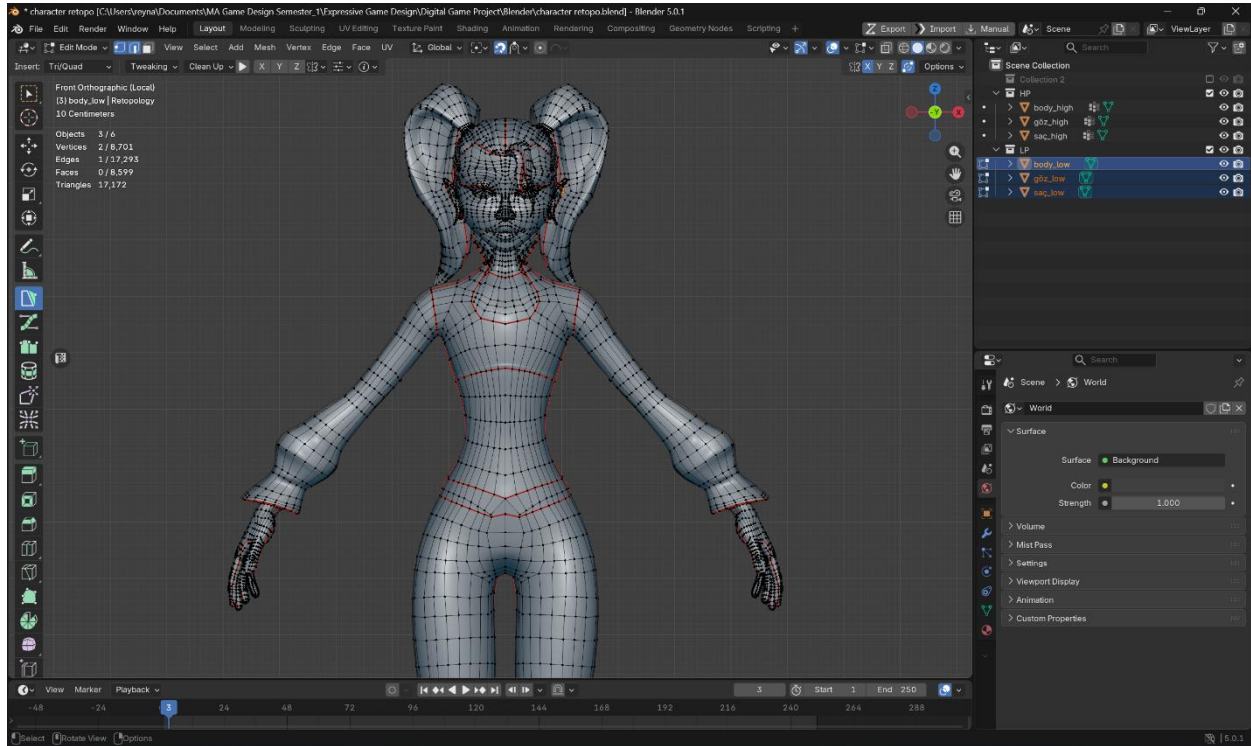 * character retopo [C:\Users\reyna\Documents\MA Game Design Semester_1\Expressive Game Design\Digital Game Project\Blender\character retopo.blend] - Blender 5.0.1
File Edit Render Window Help Layout Modeling Sculpting UV Editing Texture Paint Shading Animation Rendering Compositing Geometry Nodes Scripting + Export Import Manual Scene ViewLayer
Edit Mode View Select Add Mesh Vertex Edge Face UV Global Search
Insert: Tri/Quad Tweaking Clean Up X Y Z X Y Z Options
Scene Collection
Collection 2
HP
body_high
göz_high
saç_high
LP
body_low
göz_low
saç_low
Front Orthographic (Local)
(3) body_low | Retopology
10 Centimeters
Objects 3/6
Vertices 2/8,701
Edges 1/17,293
Faces 0/8,599
Triangles 17,172
Z
-Y
X
Search
Scene > World
World
Surface
Surface Background
Color
Strength 1.000
Volume
Mist Pass
Settings
Viewport Display
Animation
Custom Properties
View Marker Playback 3 Start 1 End 250
-48 -24 3 24 48 72 96 120 144 168 192 216 240 264 288
Select Rotate View Options 5.0.1